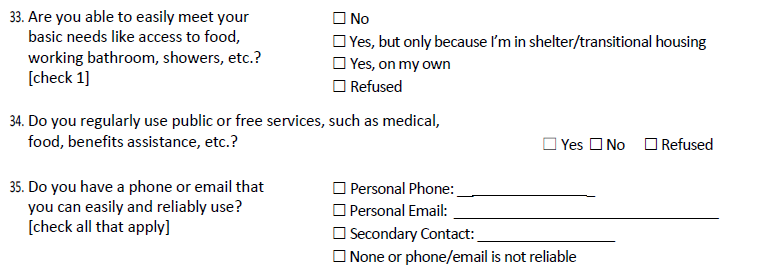 33. Are you able to easily meet your
basic needs like access to food,
working bathroom, showers, etc.?
[check 1]
☐ No
☐ Yes, but only because I'm in shelter/transitional housing
☐ Yes, on my own
☐ Refused
34. Do you regularly use public or free services, such as medical,
food, benefits assistance, etc.?
☐ Yes ☐ No ☐ Refused
35. Do you have a phone or email that
you can easily and reliably use?
[check all that apply]
☐ Personal Phone: __________________
☐ Personal Email: ___________________________________
☐ Secondary Contact: __________________
☐ None or phone/email is not reliable